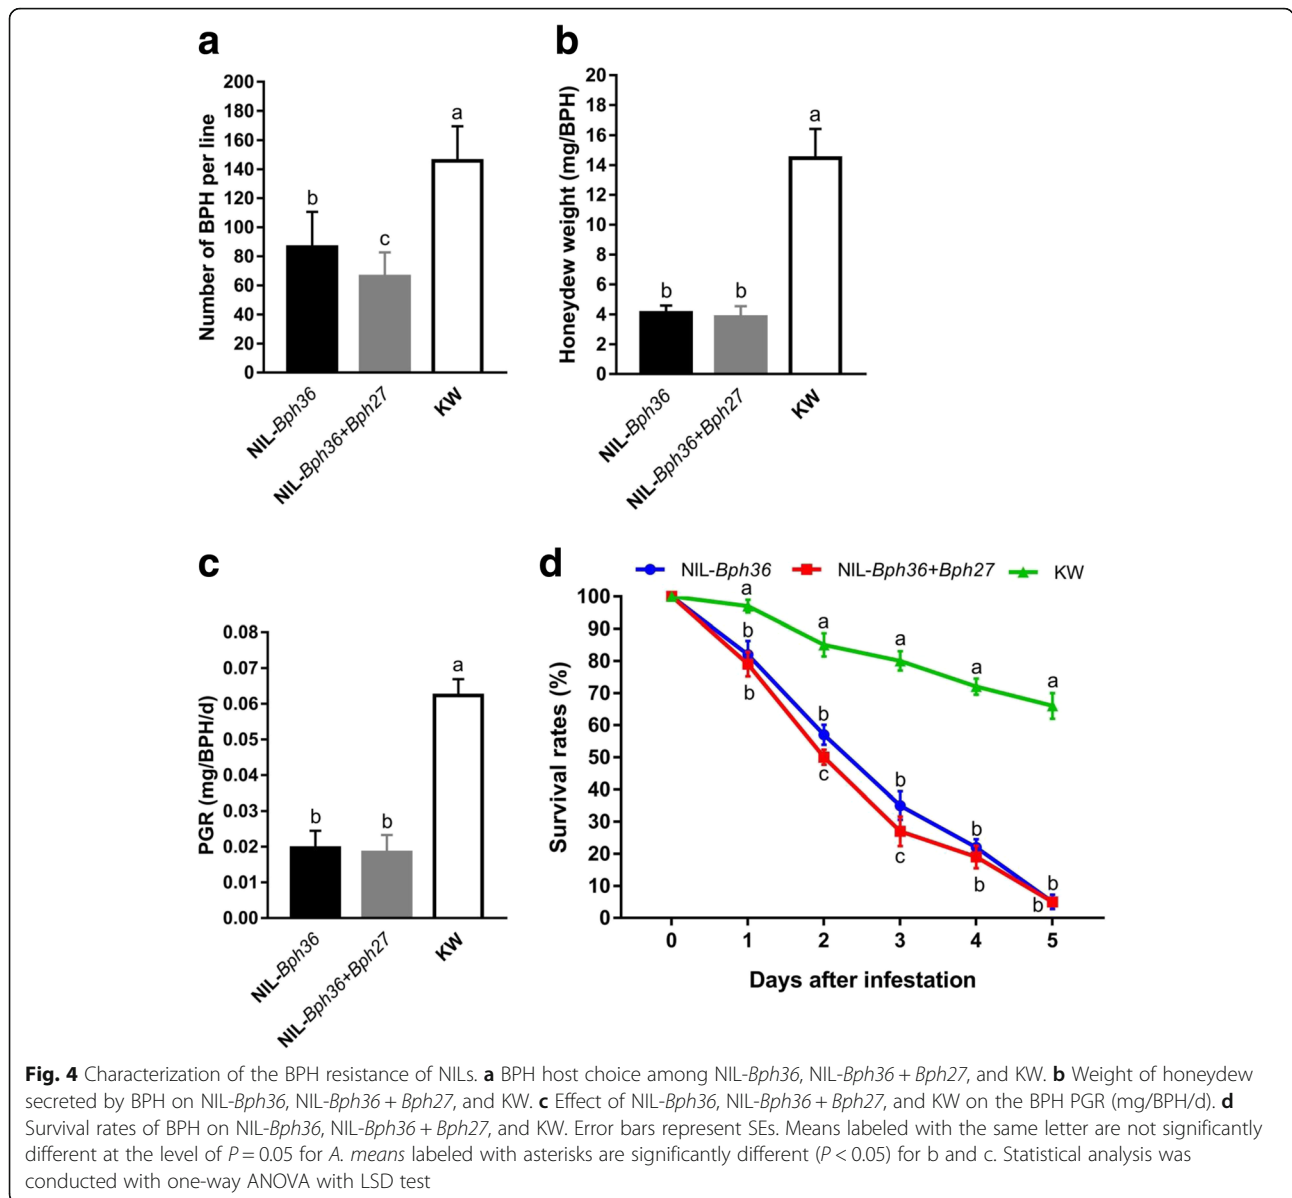 a
Number of BPH per line
200
180
160
140
120
100
80
60
40
20
0
b
c
a
NIL-Bph36
NIL-Bph36+Bph27
KW
b
Honeydew weight (mg/BPH)
20
18
16
14
12
10
8
6
4
2
0
b
b
a
NIL-Bph36
NIL-Bph36+Bph27
KW
c
PGR (mg/BPH/d)
0.08
0.07
0.06
0.05
0.04
0.03
0.02
0.01
0.00
b
b
a
NIL-Bph36
NIL-Bph36+Bph27
KW
d
NIL-Bph36 NIL-Bph36+Bph27 KW
Survival rates (%)
100
90
80
70
60
50
40
30
20
10
0
a
a
a
a
a
b
b
b
b
b
b
c
c
b
b
0 1 2 3 4 5
Days after infestation
Fig. 4 Characterization of the BPH resistance of NILs. a BPH host choice among NIL-Bph36, NIL-Bph36 + Bph27, and KW. b Weight of honeydew
secreted by BPH on NIL-Bph36, NIL-Bph36 + Bph27, and KW. c Effect of NIL-Bph36, NIL-Bph36 + Bph27, and KW on the BPH PGR (mg/BPH/d). d
Survival rates of BPH on NIL-Bph36, NIL-Bph36 + Bph27, and KW. Error bars represent SEs. Means labeled with the same letter are not significantly
different at the level of P = 0.05 for A. means labeled with asterisks are significantly different (P < 0.05) for b and c. Statistical analysis was
conducted with one-way ANOVA with LSD test